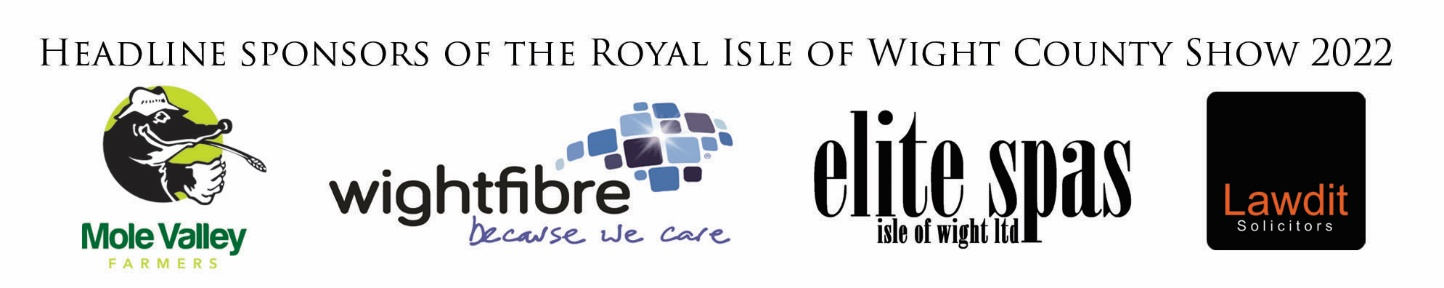 HEADLINE SPONSORS OF THE ROYAL ISLE OF WIGHT COUNTY SHOW 2022
Mole Valley
FARMERS
wightfibre
because we care
elite spas
isle of wight ltd
Lawdit
Solicitors